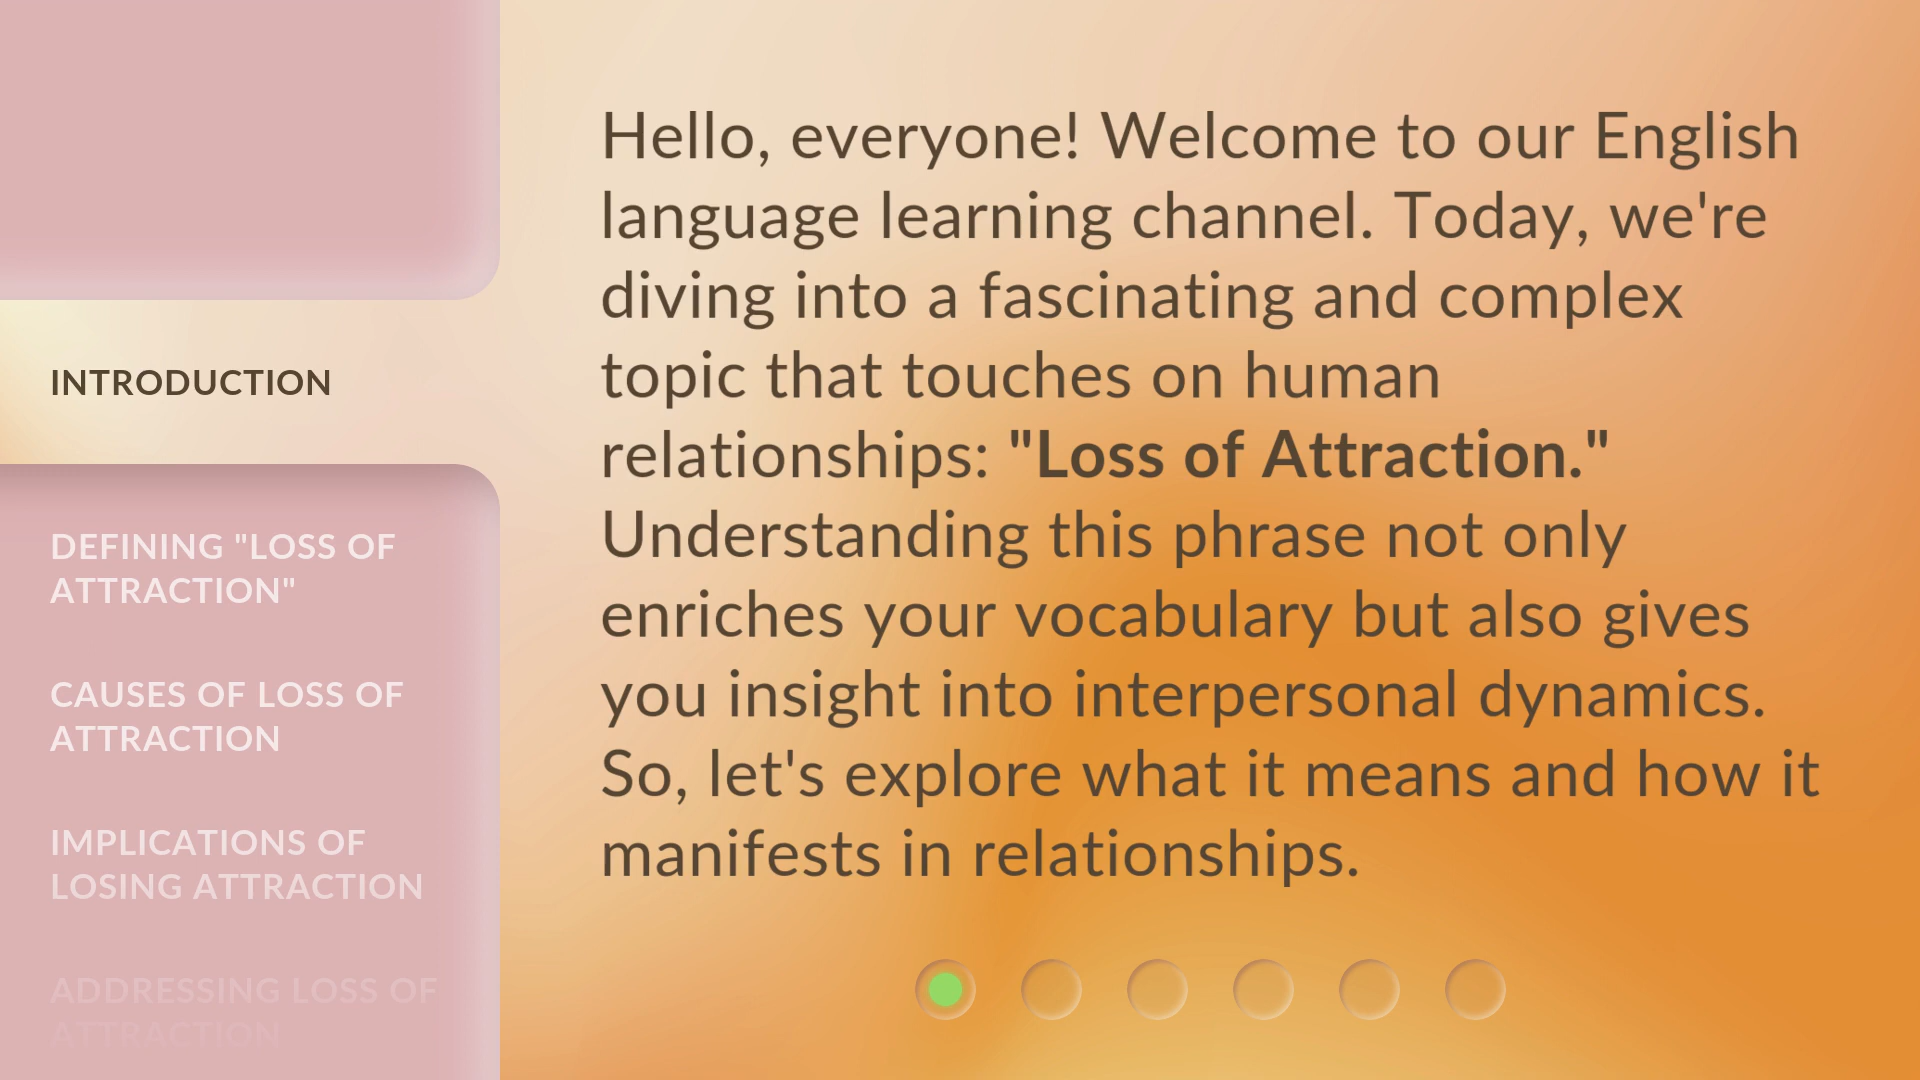 INTRODUCTION
DEFINING "LOSS OF
ATTRACTION"
CAUSES OF LOSS OF
ATTRACTION
IMPLICATIONS OF
LOSING ATTRACTION
ADDRESSING LOSS OF
ATTRACTION
Hello, everyone! Welcome to our English
language learning channel. Today, we're
diving into a fascinating and complex
topic that touches on human
relationships: "Loss of Attraction."
Understanding this phrase not only
enriches your vocabulary but also gives
you insight into interpersonal dynamics.
So, let's explore what it means and how it
manifests in relationships.